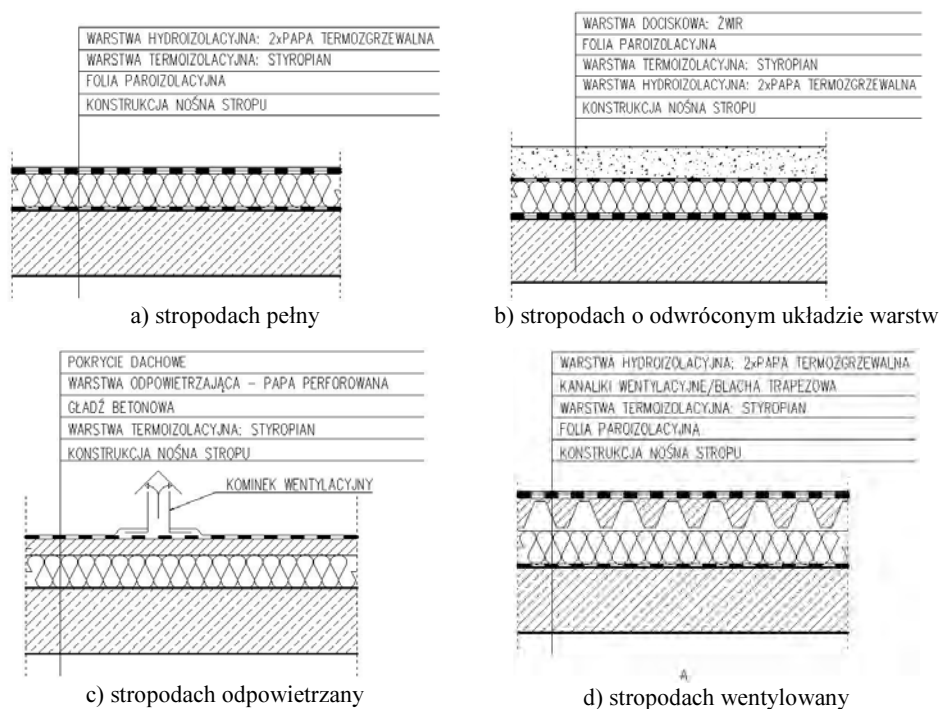 WARSTWA HYDROIZOLACYJNA: 2xPAPA TERMOZGRZEWALNA
WARSTWA TERMOIZOLACYJNA: STYROPIAN
FOLIA PAROIZOLACYJNA
KONSTRUKCJA NOŚNA STROPU
a) stropodach pełny
WARSTWA DOCISKOWA: ŻWIR
FOLIA PAROIZOLACYJNA
WARSTWA TERMOIZOLACYJNA: STYROPIAN
WARSTWA HYDROIZOLACYJNA: 2xPAPA TERMOZGRZEWALNA
KONSTRUKCJA NOŚNA STROPU
b) stropodach o odwróconym układzie warstw
POKRYCIE DACHOWE
WARSTWA ODPOWIETRZAJĄCA – PAPA PERFOROWANA
GŁADŹ BETONOWA
WARSTWA TERMOIZOLACYJNA: STYROPIAN
KONSTRUKCJA NOŚNA STROPU
KOMINEK WENTYLACYJNY
c) stropodach odpowietrzany
WARSTWA HYDROIZOLACYJNA: 2xPAPA TERMOZGRZEWALNA
KANALIKI WENTYLACYJNE/BLACHA TRAPEZOWA
WARSTWA TERMOIZOLACYJNA: STYROPIAN
FOLIA PAROIZOLACYJNA
KONSTRUKCJA NOŚNA STROPU
A
d) stropodach wentylowany